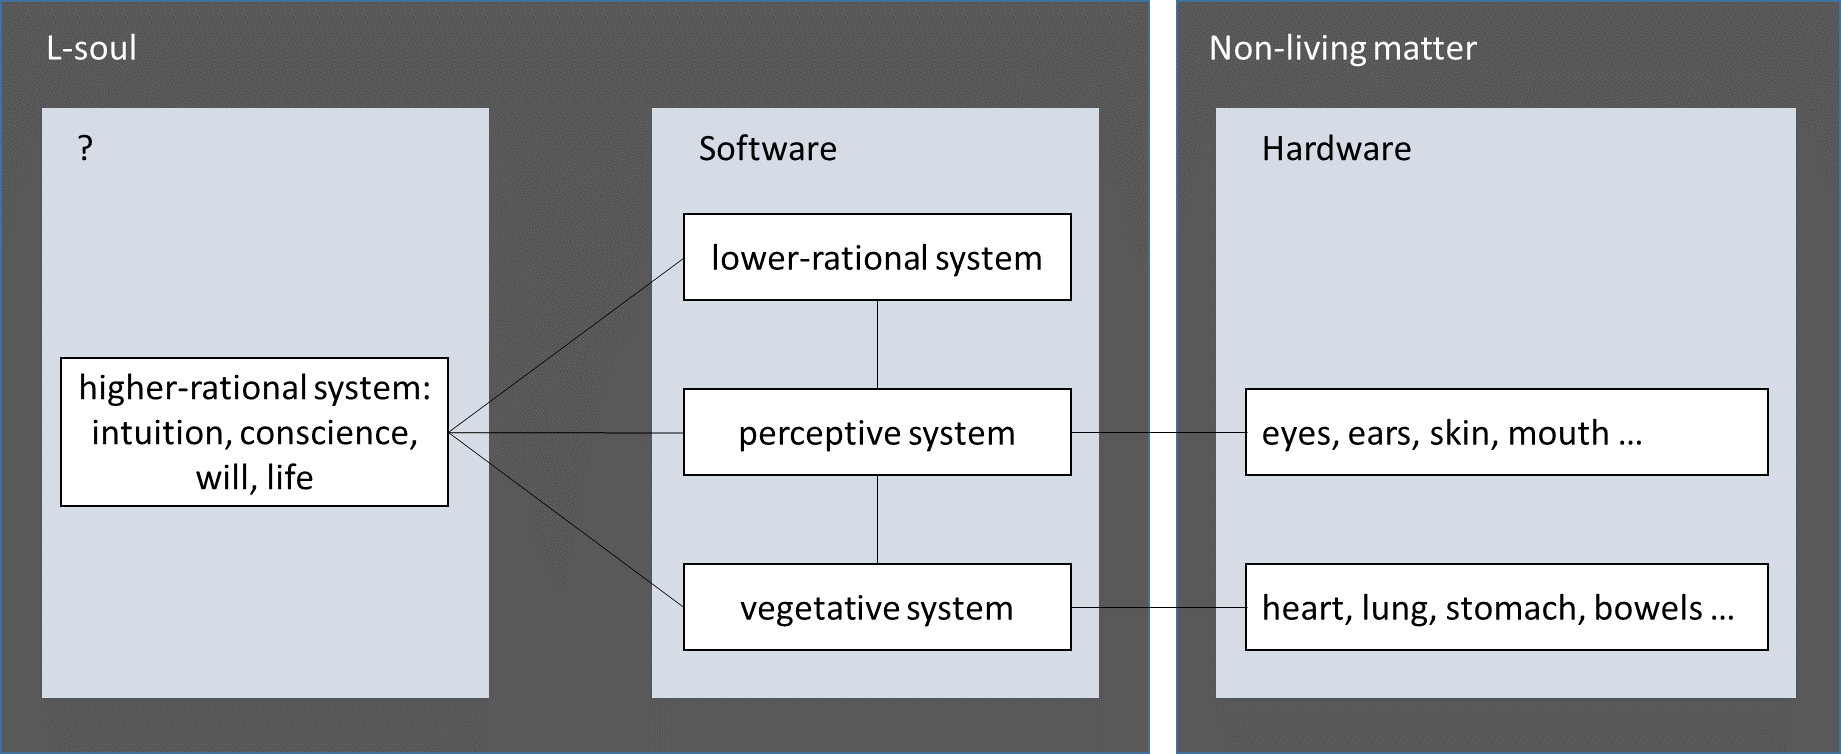 L-soul
?
higher-rational system:
intuition, conscience,
will, life
Software
lower-rational system
perceptive system
vegetative system
Non-living matter
Hardware
eyes, ears, skin, mouth ...
heart, lung, stomach, bowels ...